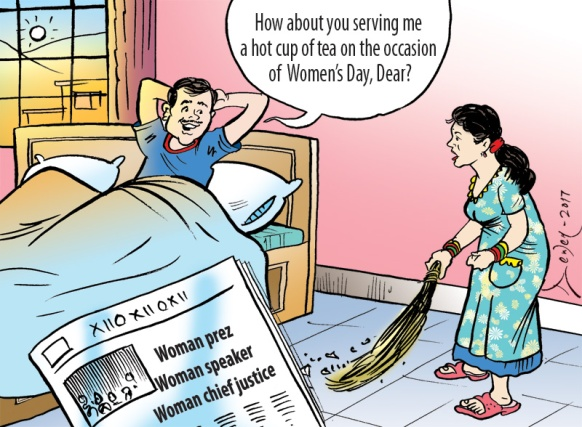 How about you serving me
a hot cup of tea on the occasion
of Women's Day, Dear?
Woman prez
Woman speaker
Woman chief justice
2017